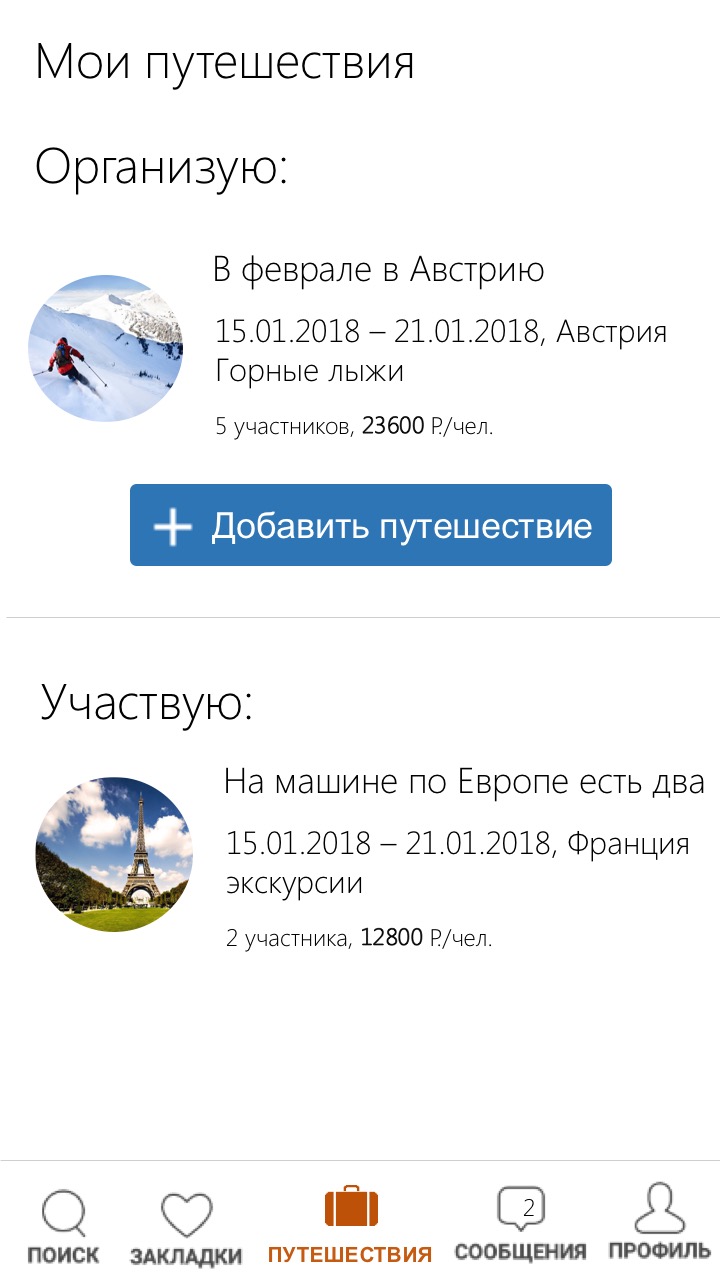 Мои путешествия
Организую:
В феврале в Австрию
15.01.2018 – 21.01.2018, Австрия
Горные лыжи
5 участников, 23600 Р./чел.
Добавить путешествие
Участвую:
На машине по Европе есть два
15.01.2018 – 21.01.2018, Франция
экскурсии
2 участника, 12800 Р./чел.
2
ПОИСК ЗАКЛАДКИ ПУТЕШЕСТВИЯ СООБЩЕНИЯ ПРОФИЛЬ